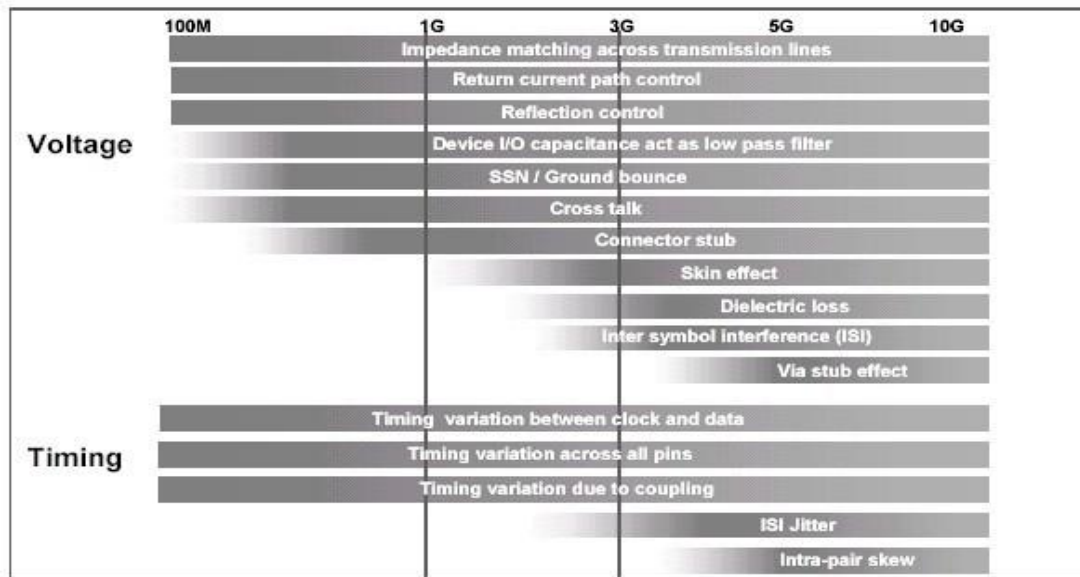 100M 1G 3G 5G 10G
Impedance matching across transmission lines
Return current path control
Reflection control
Voltage
Device I/O capacitance act as low pass filter
SSN / Ground bounce
Cross talk
Connector stub
Skin effect
Dielectric loss
Inter symbol interference (ISI)
Via stub effect
Timing variation between clock and data
Timing
Timing variation across all pins
Timing variation due to coupling
ISI Jitter
Intra-pair skew